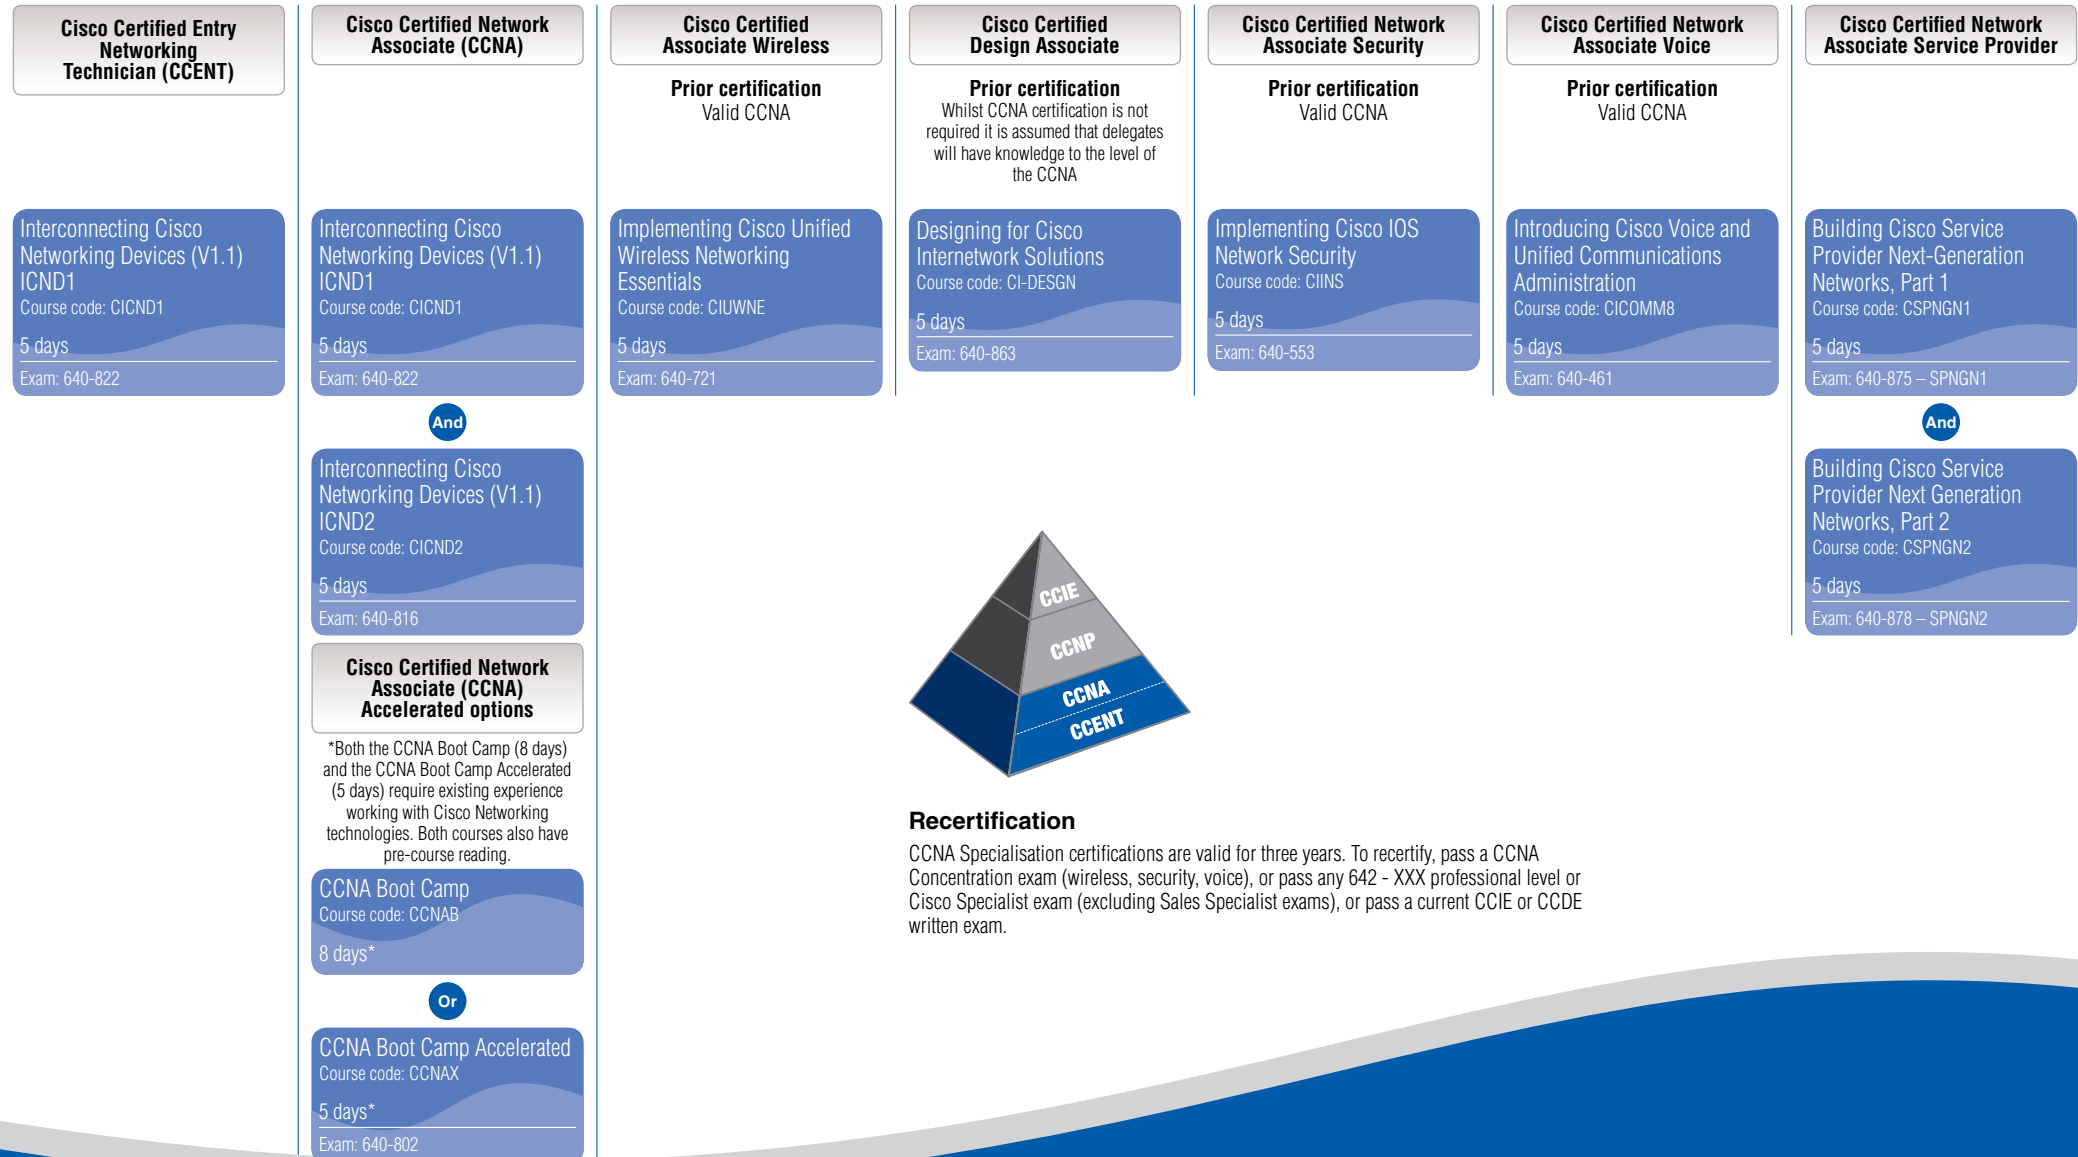 Cisco Certified Entry
Networking
Technician (CCENT)
Interconnecting Cisco
Networking Devices (V1.1)
ICND1
Course code: CICND1
5 days
Exam: 640-822
Cisco Certified Network
Associate (CCNA)
Interconnecting Cisco
Networking Devices (V1.1)
ICND1
Course code: CICND1
5 days
Exam: 640-822
And
Interconnecting Cisco
Networking Devices (V1.1)
ICND2
Course code: CICND2
5 days
Exam: 640-816
Cisco Certified Network
Associate (CCNA)
Accelerated options
*Both the CCNA Boot Camp (8 days)
and the CCNA Boot Camp Accelerated
(5 days) require existing experience
working with Cisco Networking
technologies. Both courses also have
pre-course reading.
CCNA Boot Camp
Course code: CCNAB
8 days*
Or
CCNA Boot Camp Accelerated
Course code: CCNAX
5 days*
Exam: 640-802
Cisco Certified
Associate Wireless
Prior certification
Valid CCNA
Implementing Cisco Unified
Wireless Networking
Essentials
Course code: CIUWNE
5 days
Exam: 640-721
Cisco Certified
Design Associate
Prior certification
Whilst CCNA certification is not
required it is assumed that delegates
will have knowledge to the level of
the CCNA
Designing for Cisco
Internetwork Solutions
Course code: CI-DESGN
5 days
Exam: 640-863
Cisco Certified Network
Associate Security
Prior certification
Valid CCNA
Implementing Cisco IOS
Network Security
Course code: CIINS
5 days
Exam: 640-553
Cisco Certified Network
Associate Voice
Prior certification
Valid CCNA
Introducing Cisco Voice and
Unified Communications
Administration
Course code: CICOMM8
5 days
Exam: 640-461
Cisco Certified Network
Associate Service Provider
Building Cisco Service
Provider Next-Generation
Networks, Part 1
Course code: CSPNGN1
5 days
Exam: 640-875 – SPNGN1
And
Building Cisco Service
Provider Next Generation
Networks, Part 2
Course code: CSPNGN2
5 days
Exam: 640-878 – SPNGN2
CCIE
CCNP
CCNA
CCENT
Recertification
CCNA Specialisation certifications are valid for three years. To recertify, pass a CCNA
Concentration exam (wireless, security, voice), or pass any 642 - XXX professional level or
Cisco Specialist exam (excluding Sales Specialist exams), or pass a current CCIE or CCDE
written exam.